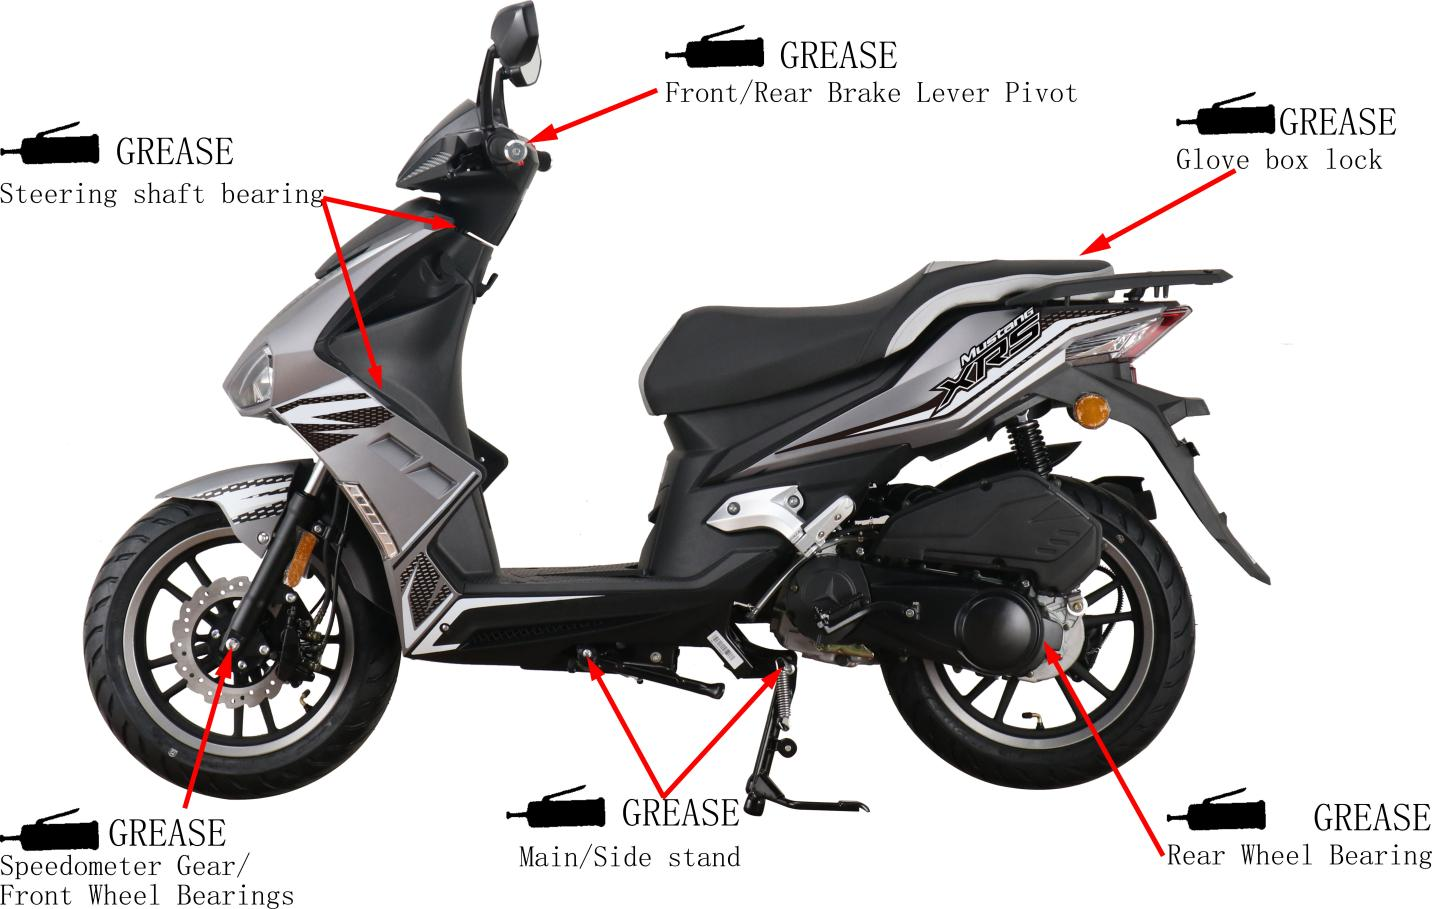 GREASE
Front/Rear Brake Lever Pivot
GREASE
Glove box lock
GREASE
Steering shaft bearing
Mustang
XRS
GREASE
Speedometer Gear/
Front Wheel Bearings
GREASE
Main/Side stand
GREASE
Rear Wheel Bearing